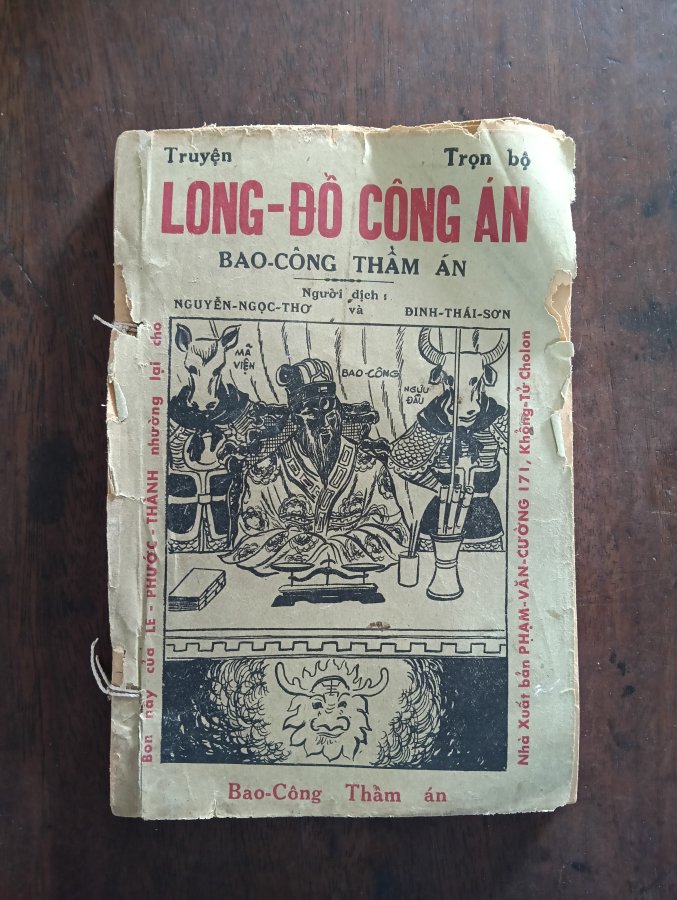 Truyện Trọn bộ
LONG-ĐỒ CÔNG ÁN
BAO-CÔNG THẨM ÁN
Người dịch :
NGUYỄN-NGỌC-THƠ và ĐINH-THÁI-SƠN
MÃ VIỆN
BAO-CÔNG
NGƯU ĐẦU
Bổn này của LÊ - PHƯỚC - THÀNH nhường lại cho
Nhà Xuất bản PHẠM-VĂN-CƯỜNG 171, Khổng-Tử Cholon
Bao-Công Thẩm án